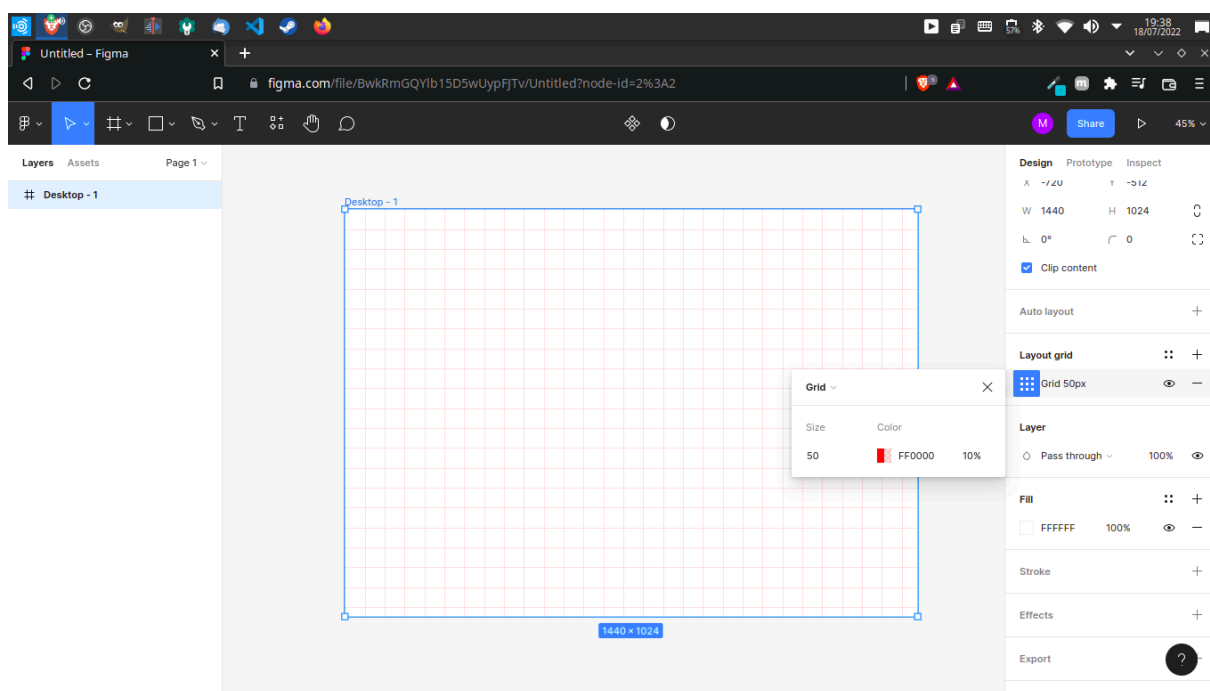 57%
19:38
18/07/2022
Untitled – Figma
figma.com/file/BwkRmGQYlb15D5wUypFJTv/Untitled?node-id=2%3A2
1
M
Share
45%
Layers Assets Page 1
Desktop - 1
Desktop - 1
1440 × 1024
Grid
Size Color
50 FF0000 10%
Design Prototype Inspect
X -720 Y -512
W 1440 H 1024
0° 0
Clip content
Auto layout
Layout grid
Grid 50px
Layer
Pass through 100%
Fill
FFFFFF 100%
Stroke
Effects
Export
?